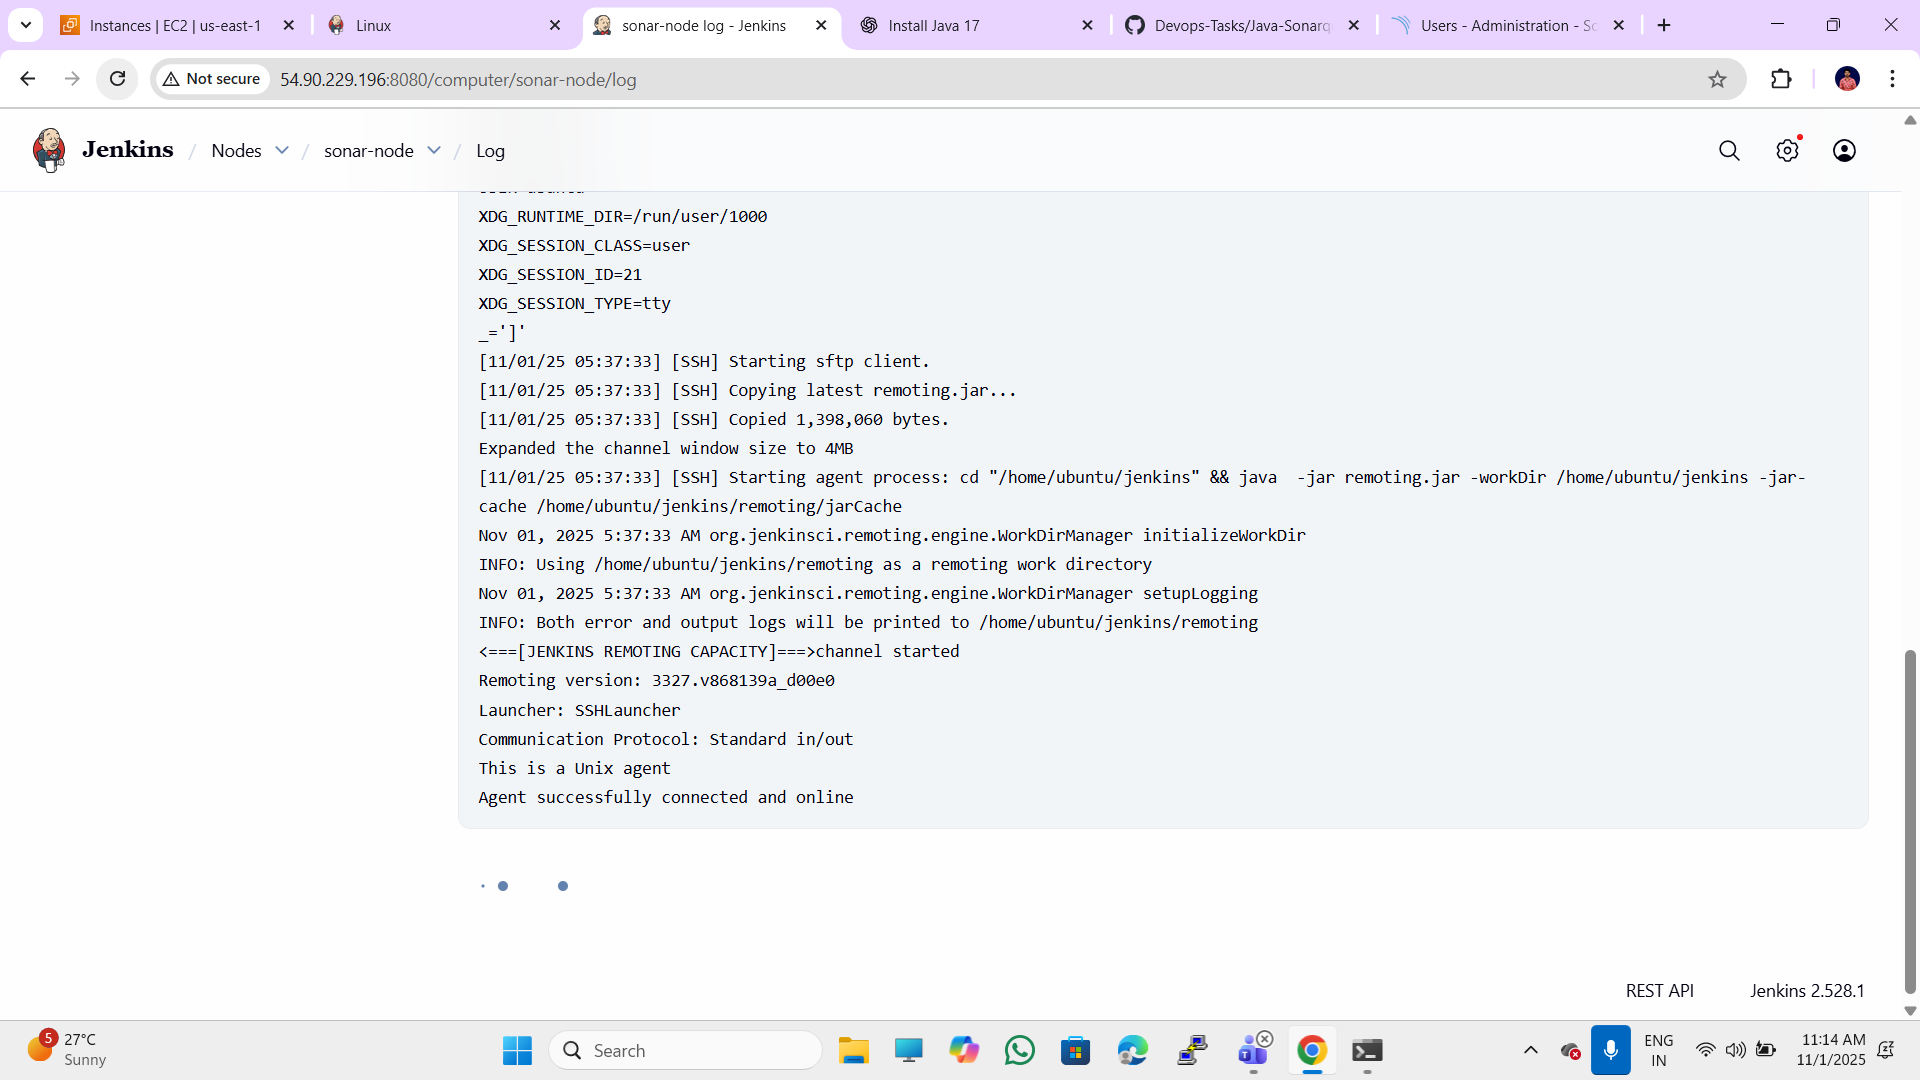 Instances | EC2 | us-east-1
Linux
sonar-node log - Jenkins
Install Java 17
Devops-Tasks/Java-Sonarq
Users - Administration - So
Not secure
54.90.229.196:8080/computer/sonar-node/log
Jenkins / Nodes / sonar-node / Log
XDG_RUNTIME_DIR=/run/user/1000
XDG_SESSION_CLASS=user
XDG_SESSION_ID=21
XDG_SESSION_TYPE=tty
_=']'
[11/01/25 05:37:33] [SSH] Starting sftp client.
[11/01/25 05:37:33] [SSH] Copying latest remoting.jar...
[11/01/25 05:37:33] [SSH] Copied 1,398,060 bytes.
Expanded the channel window size to 4MB
[11/01/25 05:37:33] [SSH] Starting agent process: cd "/home/ubuntu/jenkins" && java  -jar remoting.jar -workDir /home/ubuntu/jenkins -jar-
cache /home/ubuntu/jenkins/remoting/jarCache
Nov 01, 2025 5:37:33 AM org.jenkinsci.remoting.engine.WorkDirManager initializeWorkDir
INFO: Using /home/ubuntu/jenkins/remoting as a remoting work directory
Nov 01, 2025 5:37:33 AM org.jenkinsci.remoting.engine.WorkDirManager setupLogging
INFO: Both error and output logs will be printed to /home/ubuntu/jenkins/remoting
<===[JENKINS REMOTING CAPACITY]===>channel started
Remoting version: 3327.v868139a_d00e0
Launcher: SSHLauncher
Communication Protocol: Standard in/out
This is a Unix agent
Agent successfully connected and online
REST API
Jenkins 2.528.1
5
27°C
Sunny
Search
ENG
IN
11:14 AM
11/1/2025